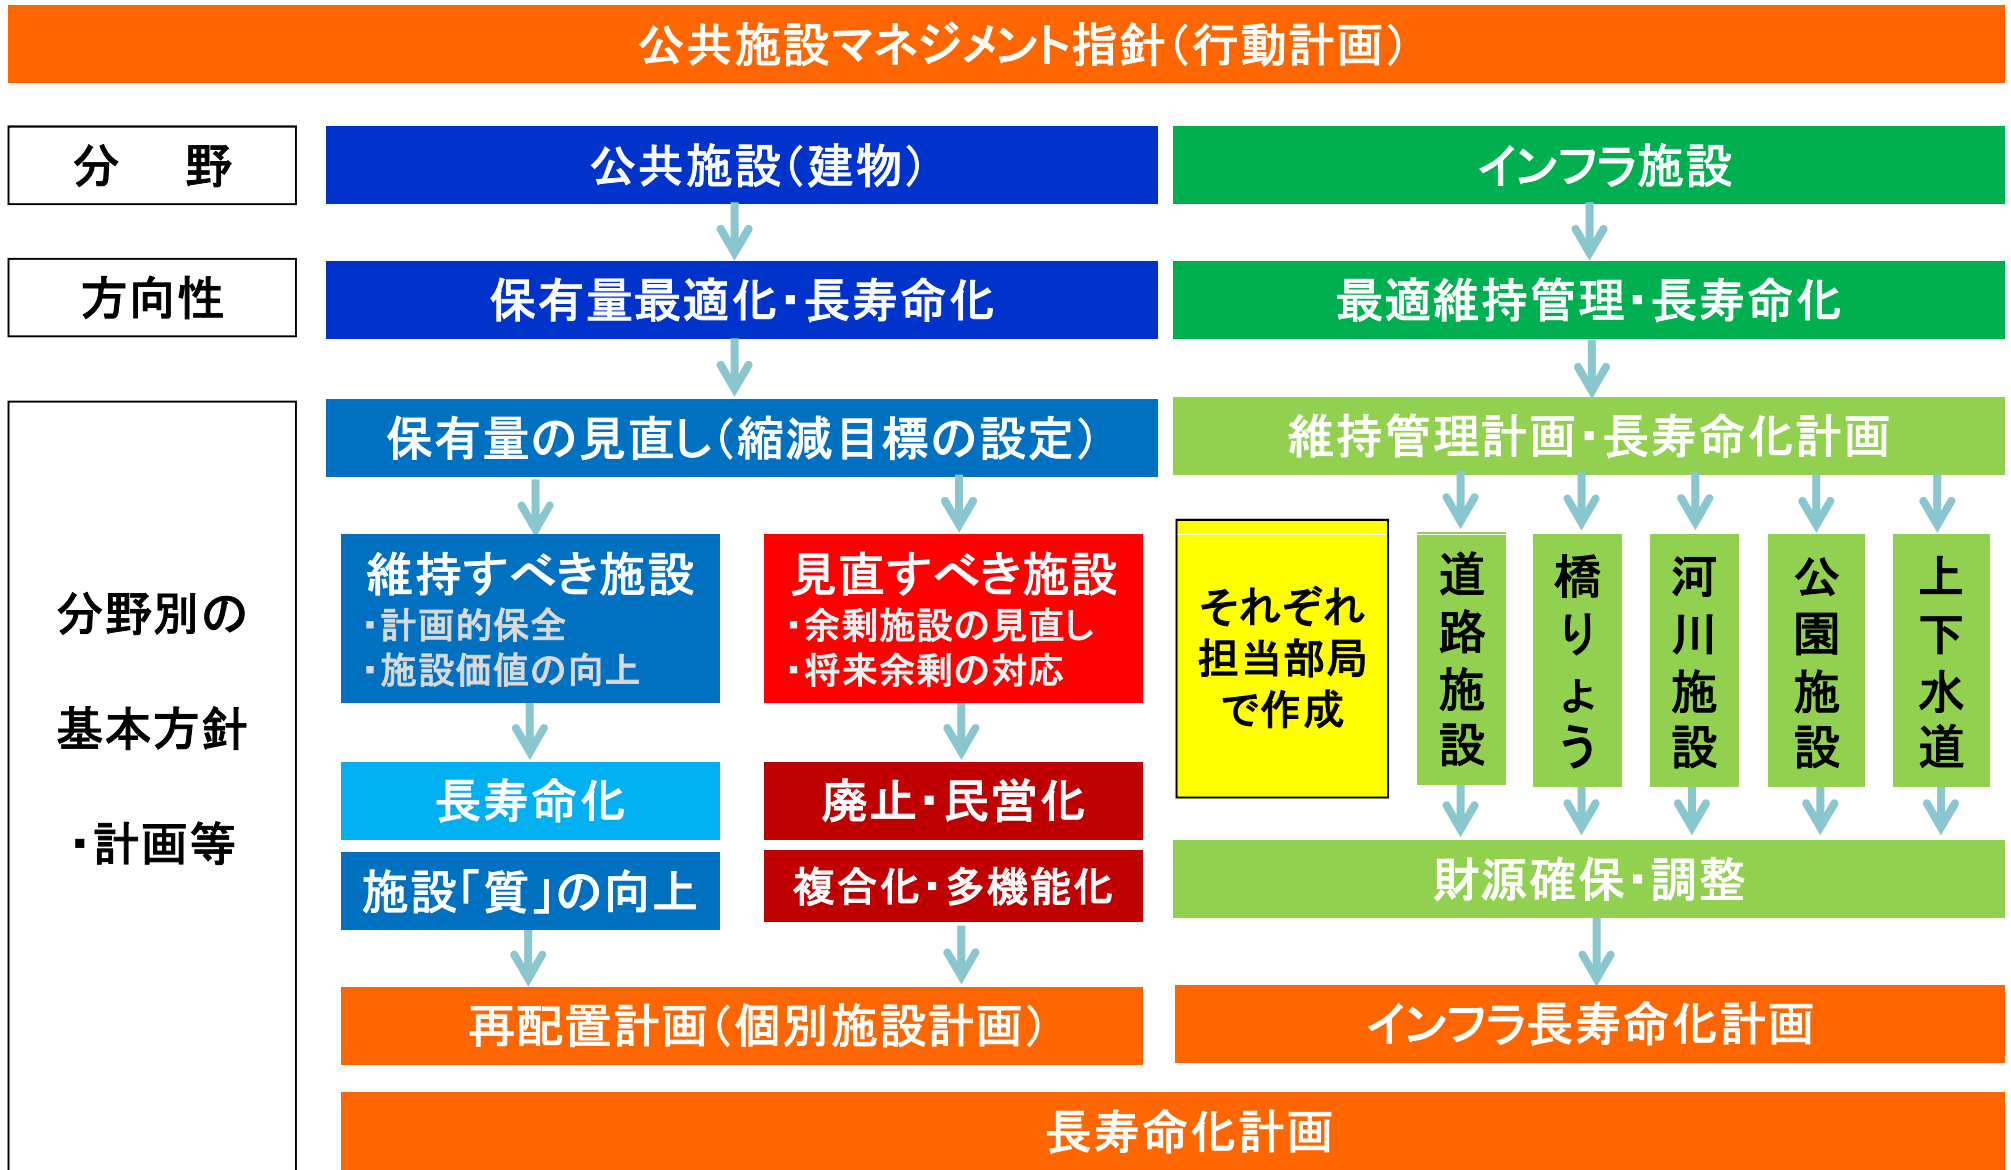 公共施設マネジメント指針（行動計画）
分　野
公共施設（建物）
インフラ施設
方向性
保有量最適化・長寿命化
最適維持管理・長寿命化
分野別の
基本方針
・計画等
保有量の見直し（縮減目標の設定）
維持すべき施設
・計画的保全
・施設価値の向上
見直すべき施設
・余剰施設の見直し
・将来余剰の対応
長寿命化
施設「質」の向上
廃止・民営化
複合化・多機能化
再配置計画（個別施設計画）
維持管理計画・長寿命化計画
それぞれ
担当部局
で作成
道路施設
橋りょう
河川施設
公園施設
上下水道
財源確保・調整
インフラ長寿命化計画
長寿命化計画